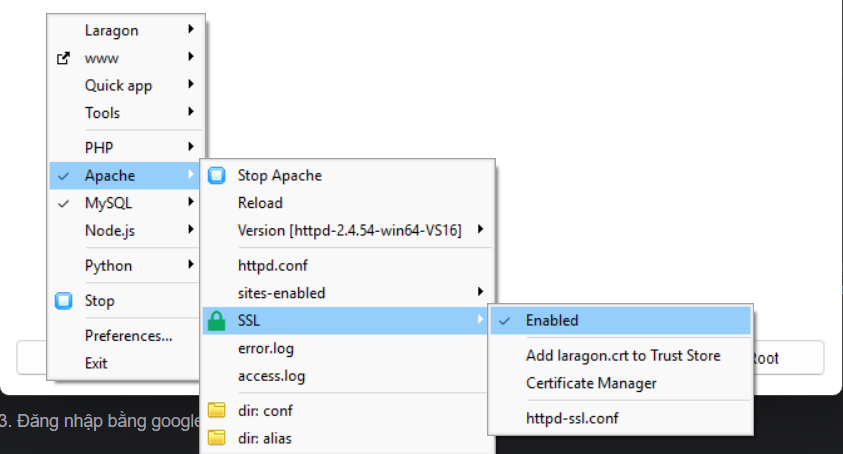 Laragon
www
Quick app
Tools
PHP
Apache
MySQL
Node.js
Python
Stop
Preferences...
Exit
Stop Apache
Reload
Version [httpd-2.4.54-win64-VS16]
httpd.conf
sites-enabled
SSL
error.log
access.log
dir: conf
dir: alias
Enabled
Add laragon.crt to Trust Store
Certificate Manager
httpd-ssl.conf
Root
3. Đăng nhập bằng google